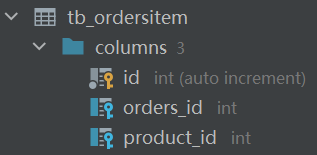 tb_ordersitem
columns 3
id int (auto increment)
orders_id int
product_id int